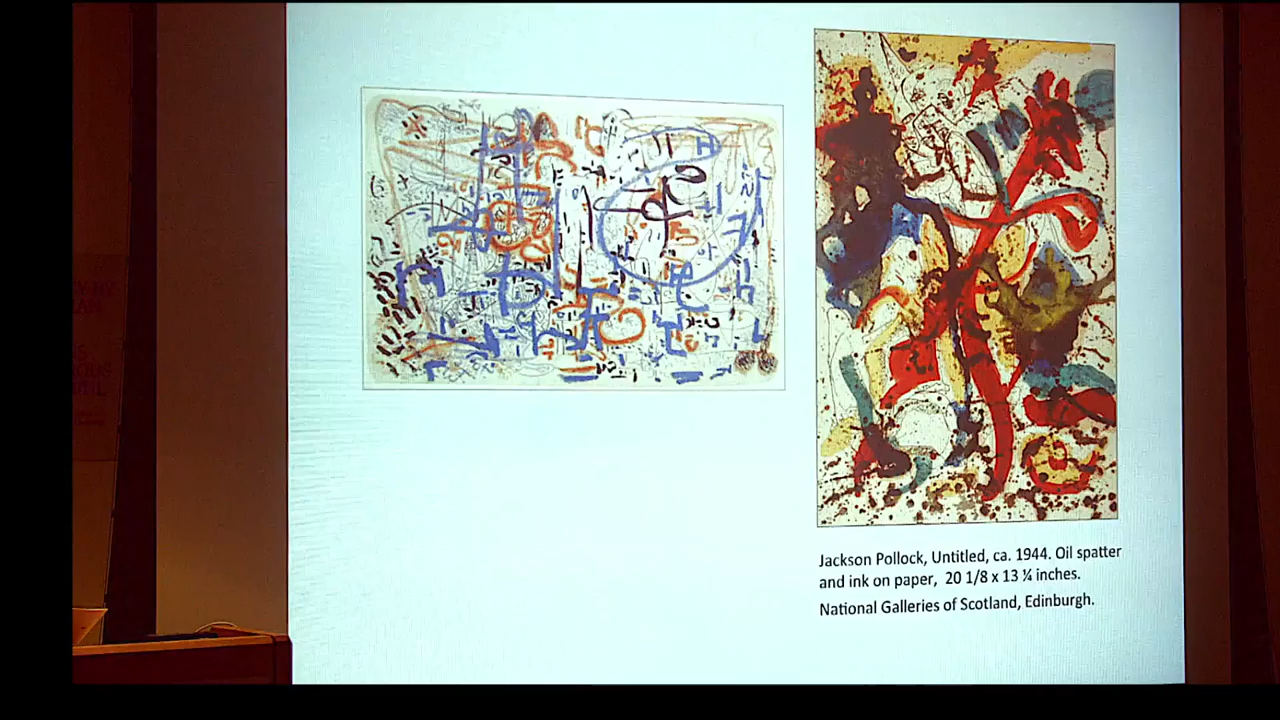 Jackson Pollock, Untitled, ca. 1944. Oil spatter
and ink on paper,  20 1/8 x 13 ¼ inches.
National Galleries of Scotland, Edinburgh.